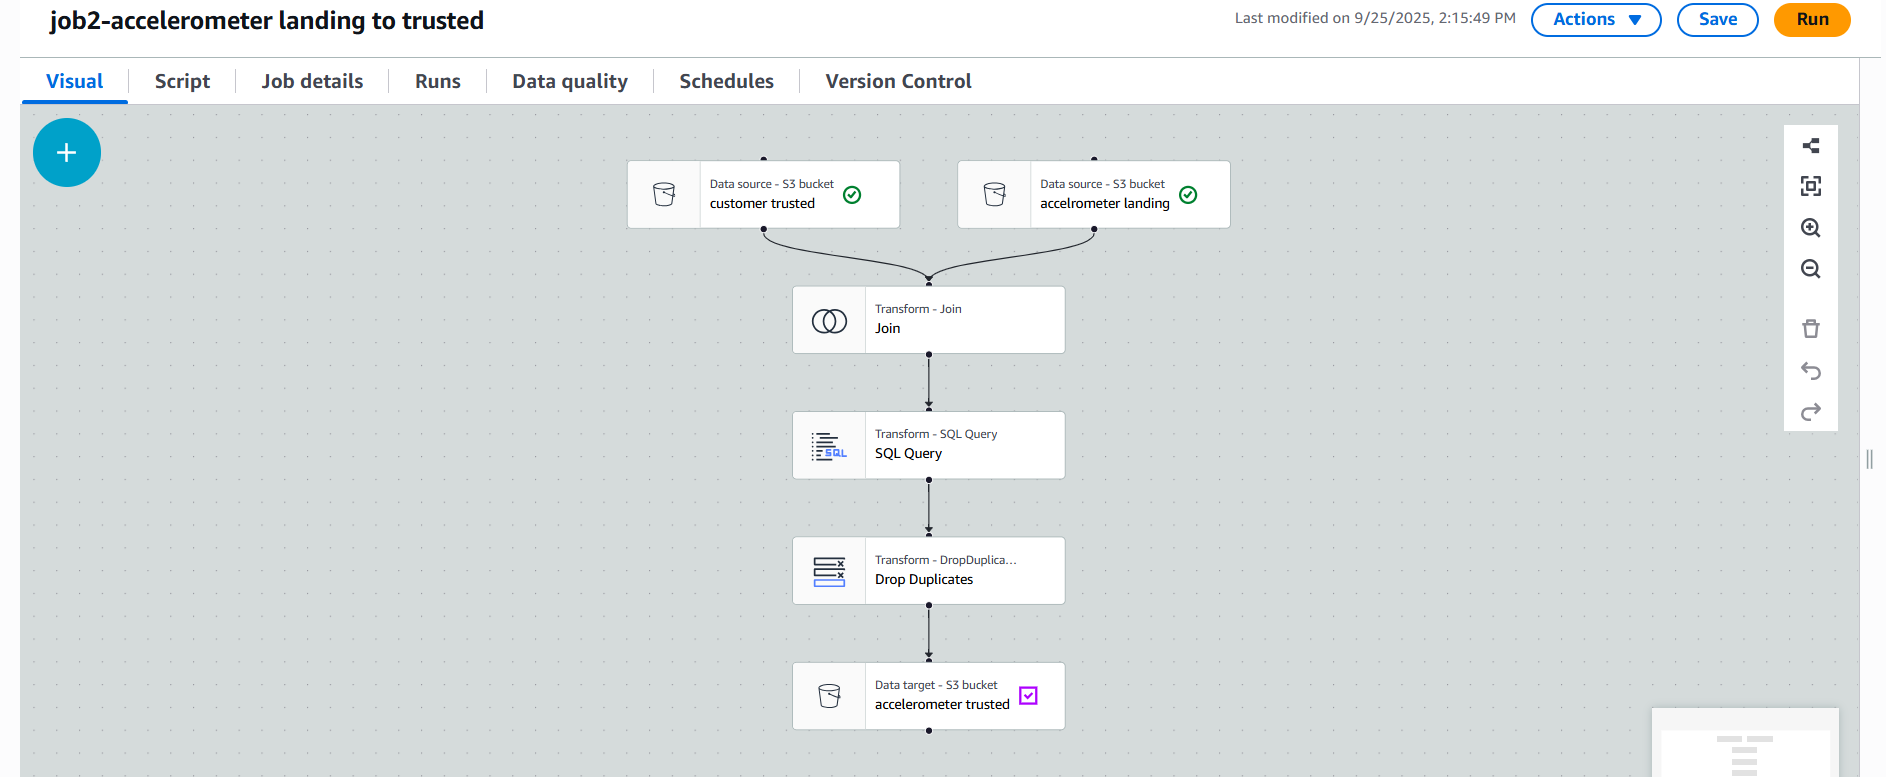 job2-accelerometer landing to trusted
Last modified on 9/25/2025, 2:15:49 PM
Actions
Save
Run
Visual
Script
Job details
Runs
Data quality
Schedules
Version Control
Data source - S3 bucket
customer trusted
Data source - S3 bucket
accelrometer landing
Transform - Join
Join
Transform - SQL Query
SQL Query
SQL
Transform - DropDuplica...
Drop Duplicates
Data target - S3 bucket
accelerometer trusted